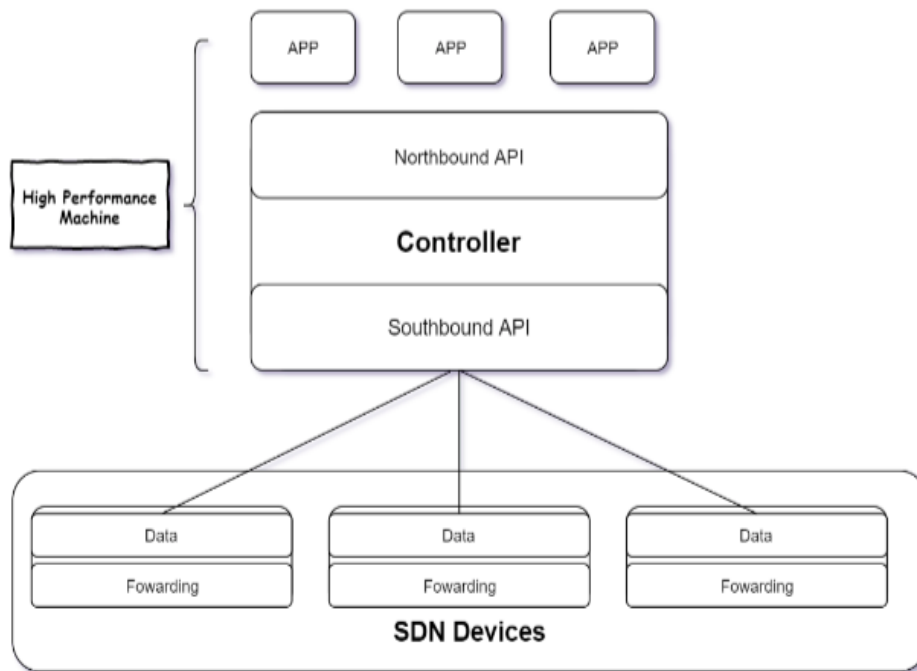 APP APP APP
Northbound API
High Performance
Machine
Controller
Southbound API
Data Data Data
Fowarding Fowarding Fowarding
SDN Devices